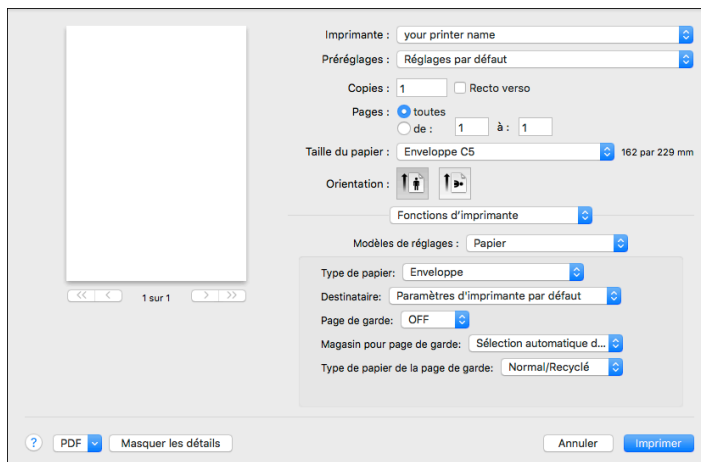 Imprimante : your printer name
Préréglages : Réglages par défaut
Copies : 1 Recto verso
Pages : toutes
de : 1 à : 1
Taille du papier : Enveloppe C5 162 par 229 mm
Orientation :
Fonctions d'imprimante
Modèles de réglages : Papier
Type de papier: Enveloppe
Destinataire: Paramètres d'imprimante par défaut
Page de garde: OFF
Magasin pour page de garde: Sélection automatique d...
Type de papier de la page de garde: Normal/Recyclé
<< < 1 sur 1 > >>
? PDF Masquer les détails Annuler Imprimer